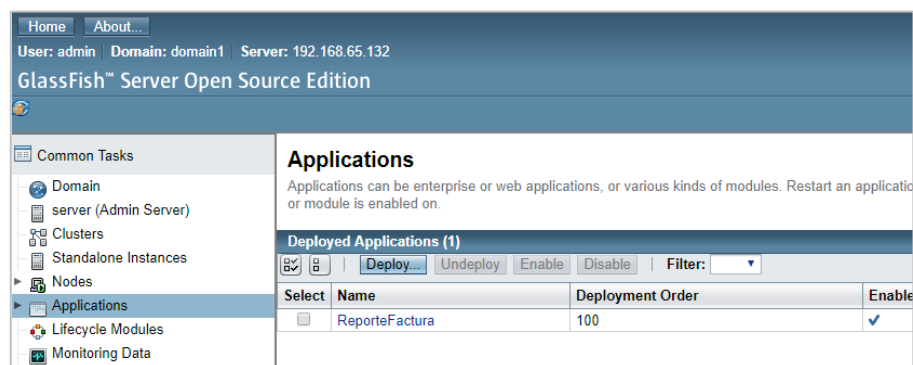 Home About...
User: admin Domain: domain1 Server: 192.168.65.132
GlassFish™ Server Open Source Edition
Common Tasks
Domain
server (Admin Server)
Clusters
Standalone Instances
Nodes
Applications
Lifecycle Modules
Monitoring Data
Applications
Applications can be enterprise or web applications, or various kinds of modules. Restart an applicatio
or module is enabled on.
Deployed Applications (1)
Deploy... Undeploy Enable Disable Filter:
Select Name Deployment Order Enable
ReporteFactura 100